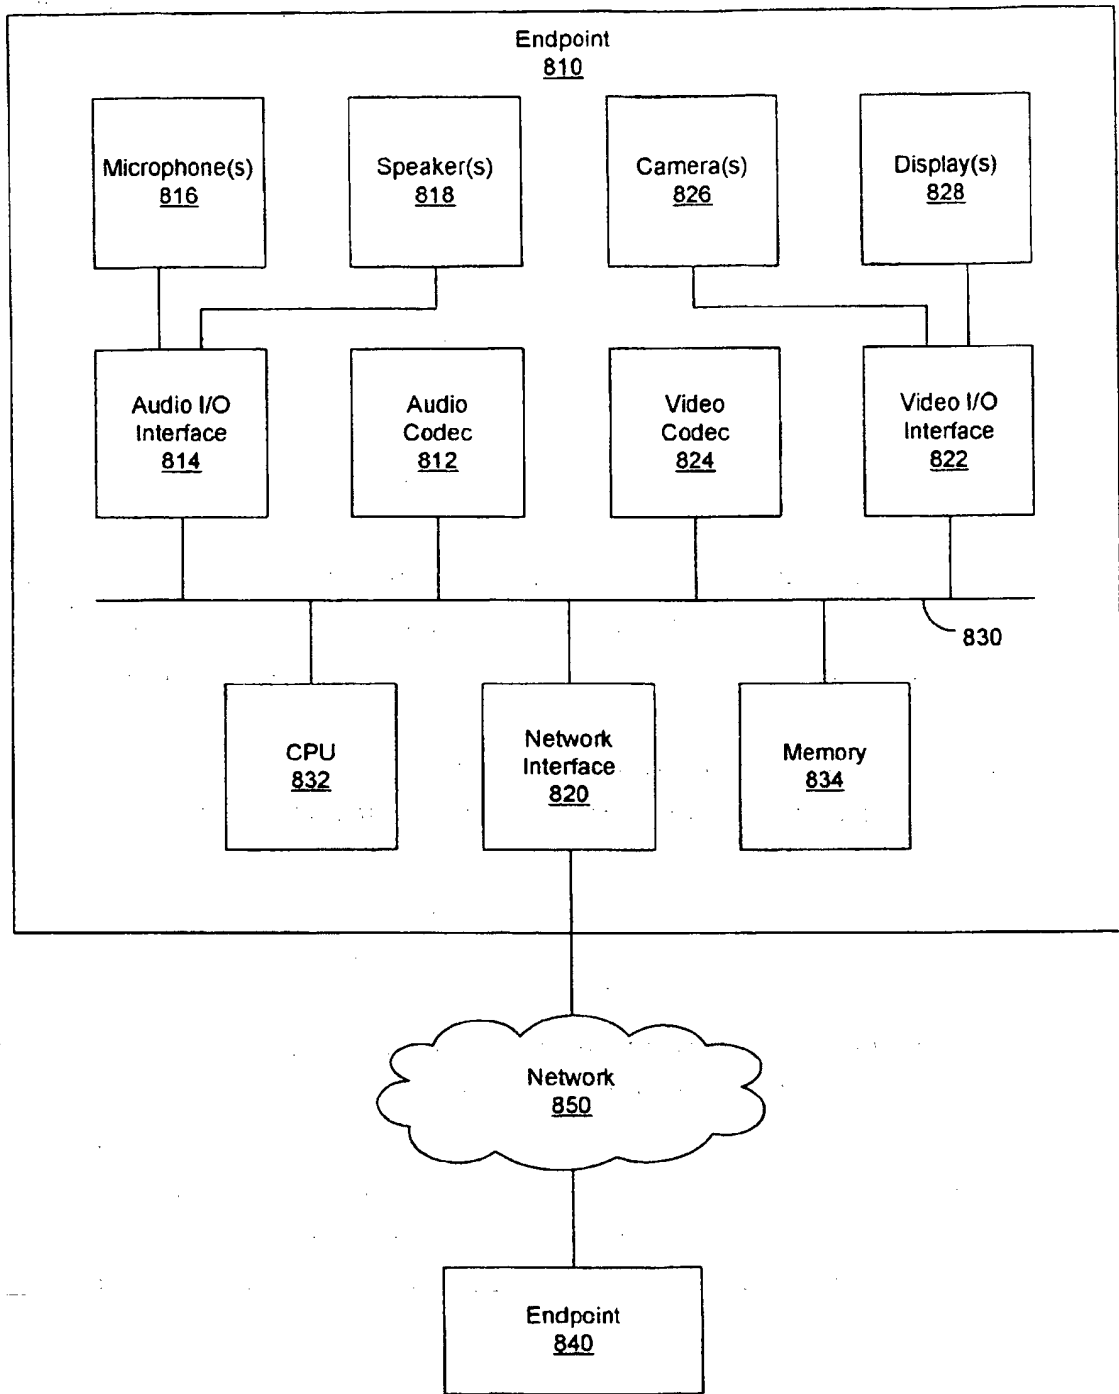 Endpoint
810
Microphone(s)
816
Speaker(s)
818
Camera(s)
826
Display(s)
828
Audio I/O
Interface
814
Audio
Codec
812
Video
Codec
824
Video I/O
Interface
822
830
CPU
832
Network
Interface
820
Memory
834
Network
850
Endpoint
840